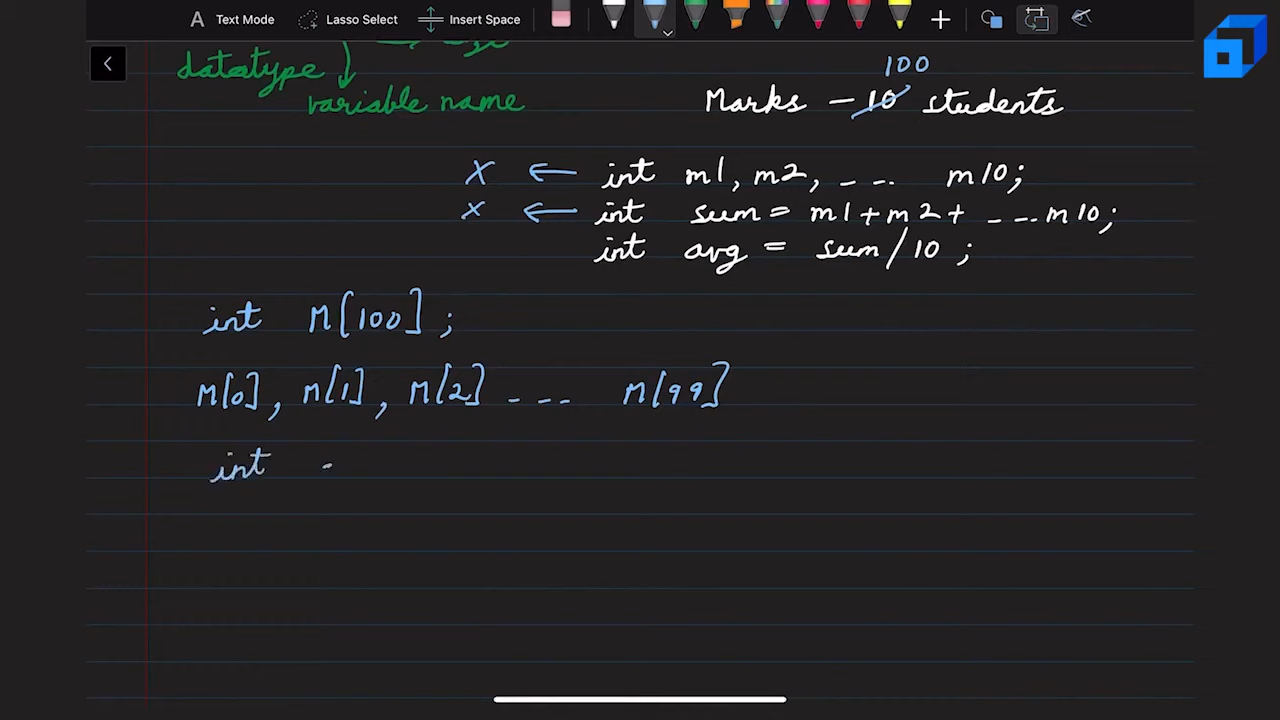 Text Mode Lasso Select Insert Space
datatype
variable name
100
Marks - 10 students
X ← int m1, m2, - - - m10;
X ← int sum = m1 + m2 + - - - m10;
int avg = sum/10 ;
int M[100] ;
M[0], M[1], M[2] - - - M[99]
int